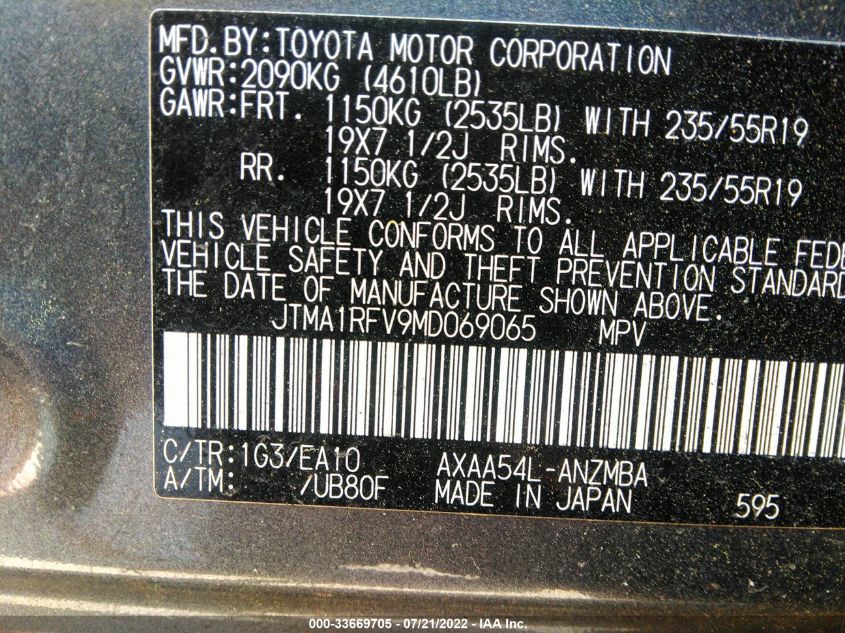 MFD.BY:TOYOTA MOTOR CORPORATION
GVWR:2090KG (4610LB)
GAWR:FRT. 1150KG (2535LB) WITH 235/55R19
19X7 1/2J RIMS.
RR. 1150KG (2535LB) WITH 235/55R19
19X7 1/2J RIMS.
THIS VEHICLE CONFORMS TO ALL APPLICABLE FEDE
VEHICLE SAFETY AND THEFT PREVENTION STANDARD
THE DATE OF MANUFACTURE SHOWN ABOVE.
JTMA1RFV9MD069065 MPV
C/TR:1G3/EA10 AXAA54L-ANZMBA
A/TM: /UB80F MADE IN JAPAN 595
000-33669705 - 07/21/2022 - IAA Inc.